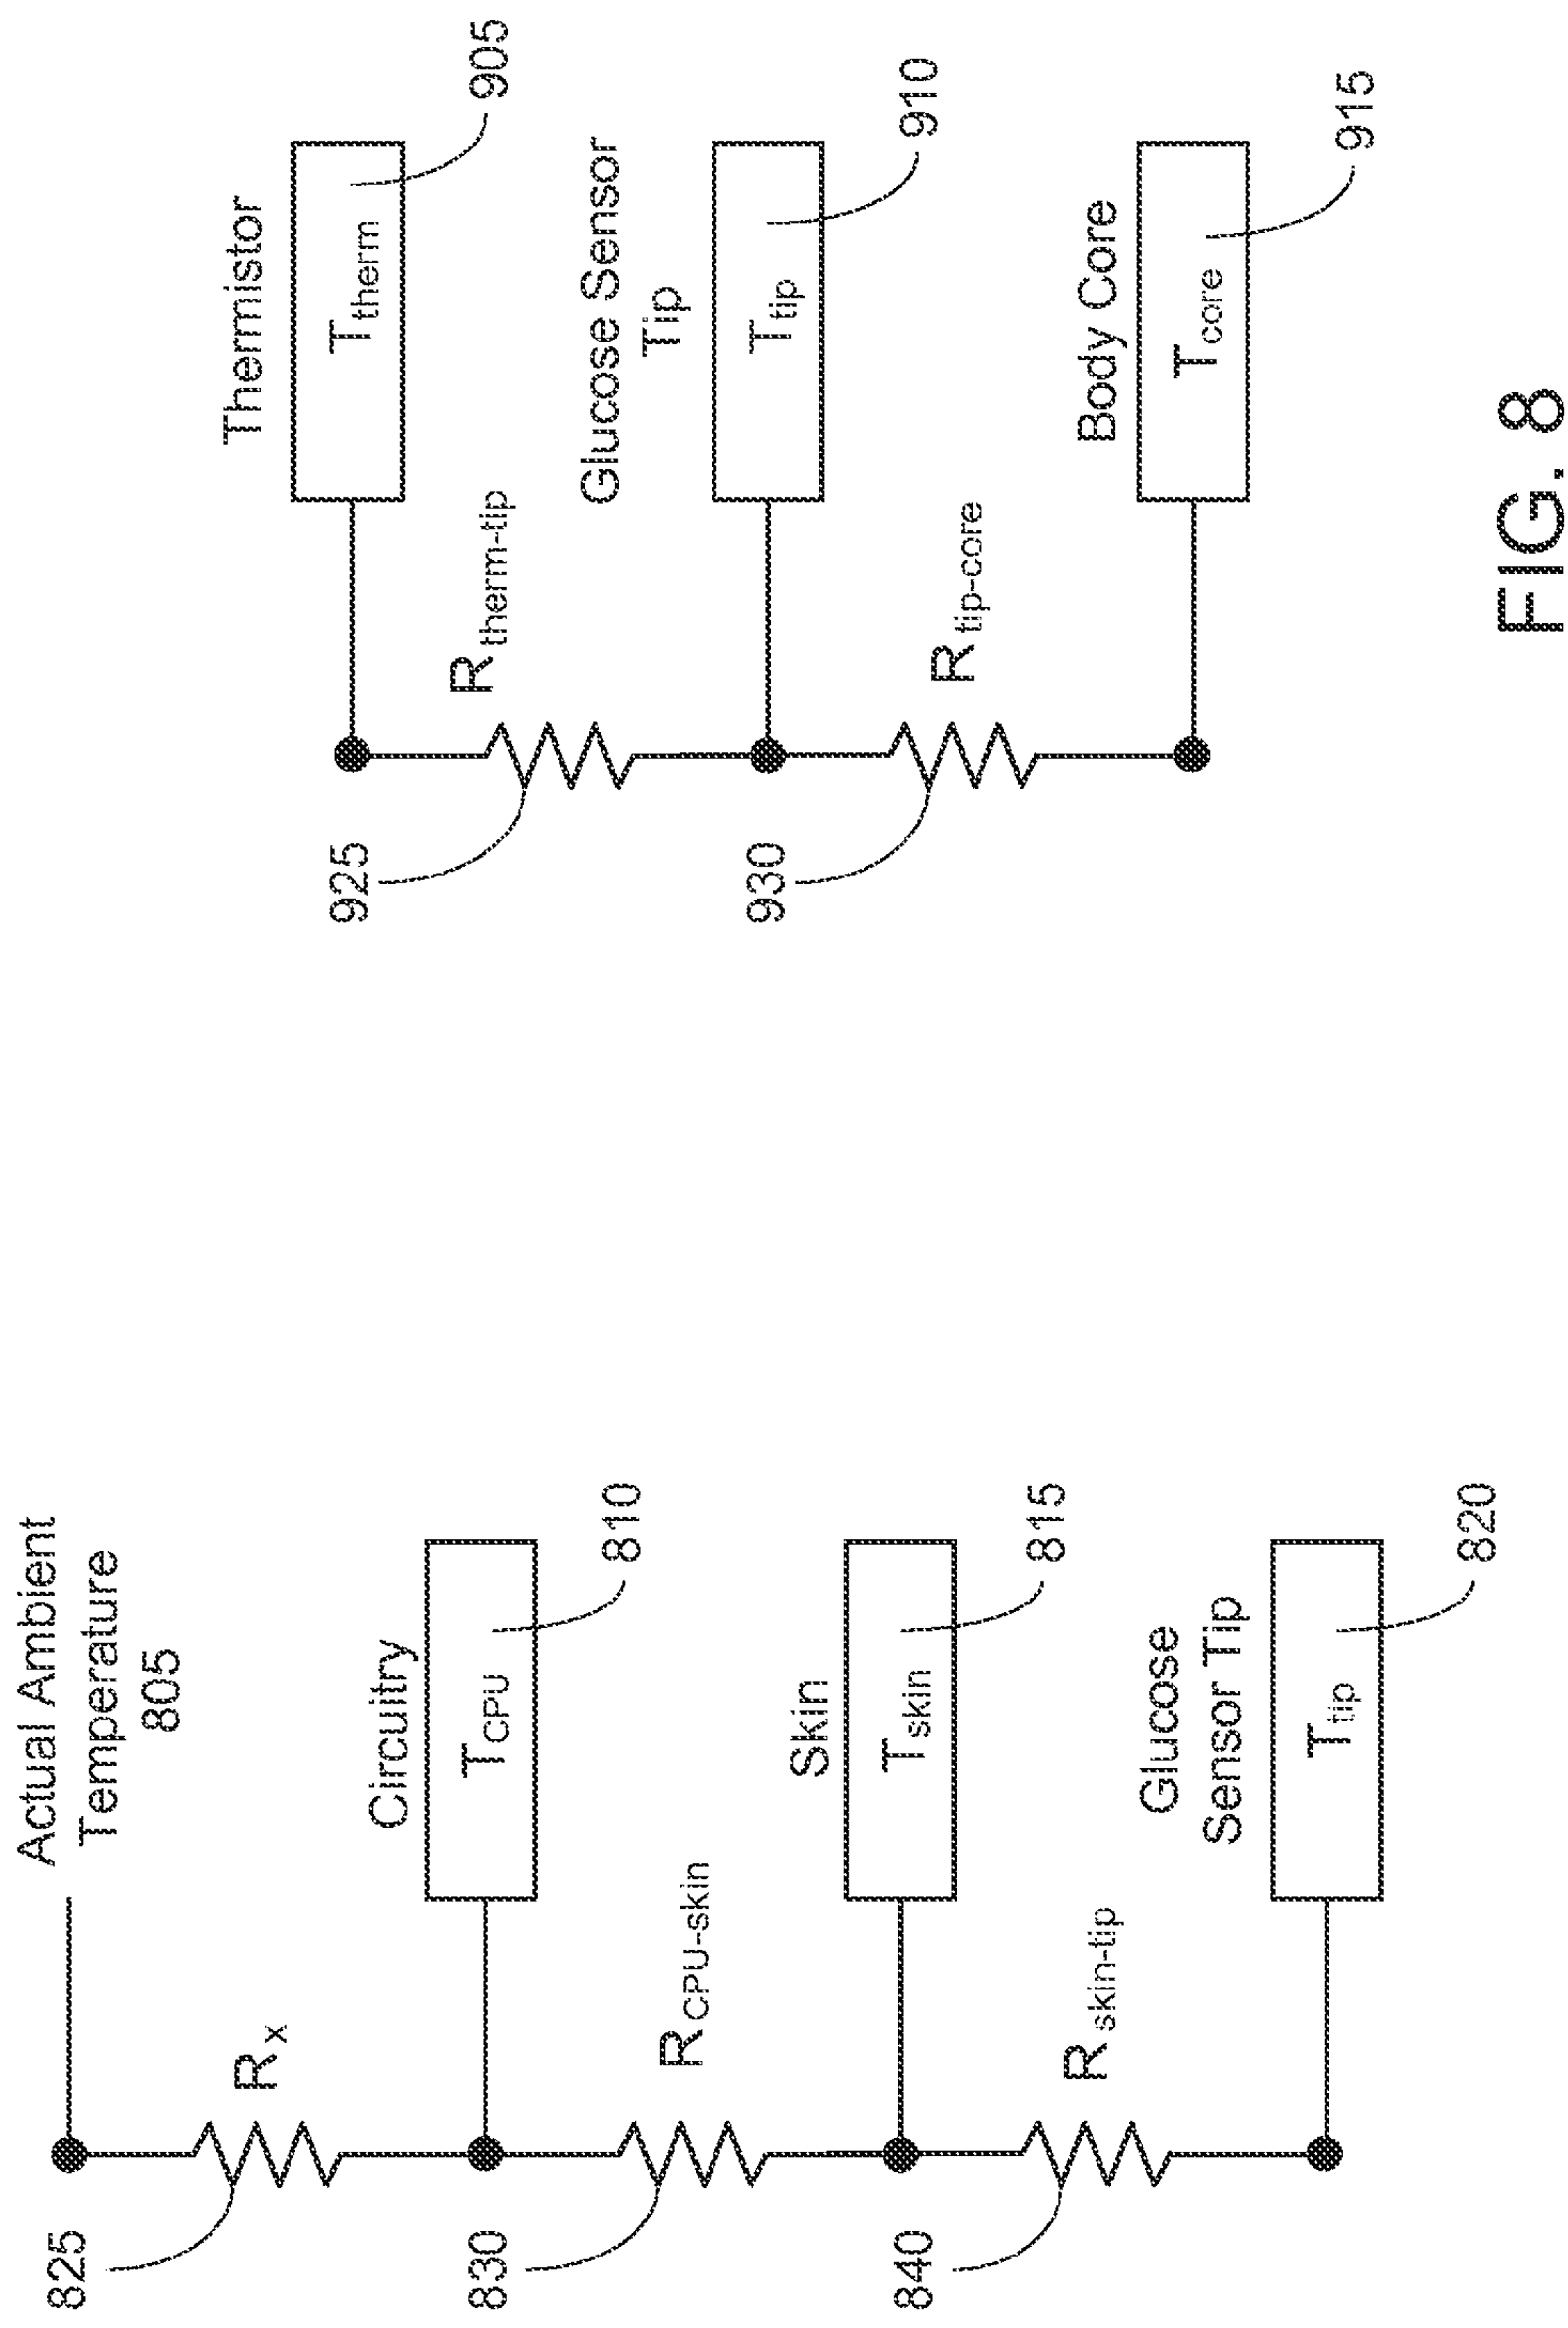 Actual Ambient
Temperature
805
825
R x
Circuitry
T CPU
810
830
R CPU-skin
Skin
T skin
815
840
R skin-tip
Glucose
Sensor Tip
T tip
820
Thermistor
T therm
905
925
R therm-tip
Glucose Sensor
Tip
T tip
910
930
R tip-core
Body Core
T core
915
FIG. 8